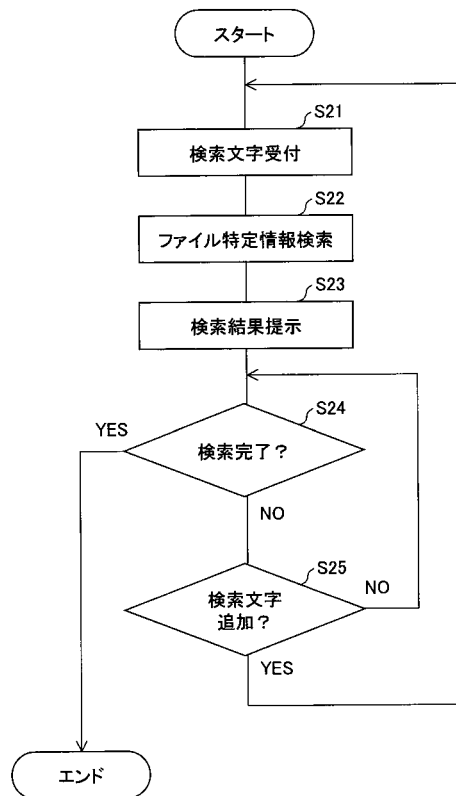 スタート
S21
検索文字受付
S22
ファイル特定情報検索
S23
検索結果提示
S24
YES
検索完了？
NO
S25
NO
検索文字
追加？
YES
エンド